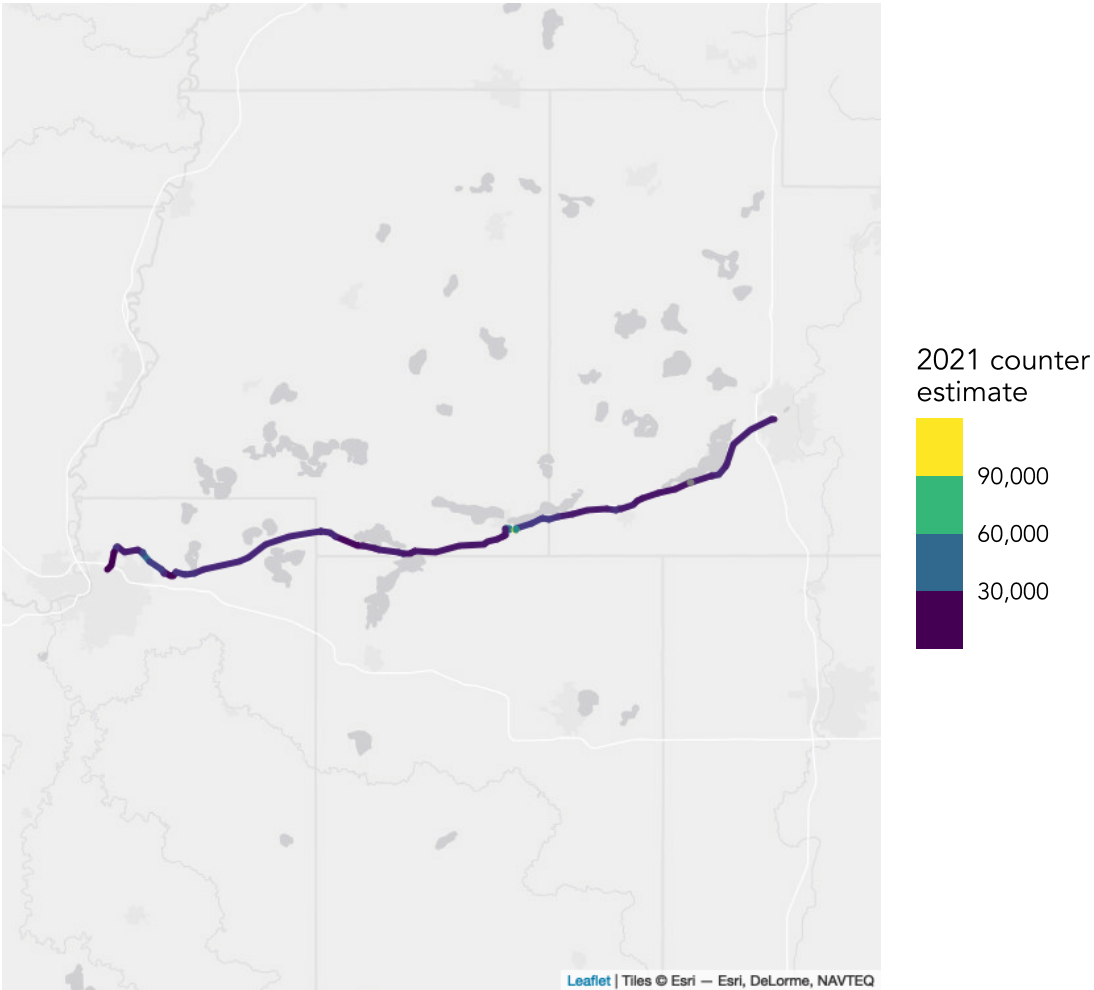 2021 counter
estimate
90,000
60,000
30,000
Leaflet | Tiles © Esri — Esri, DeLorme, NAVTEQ